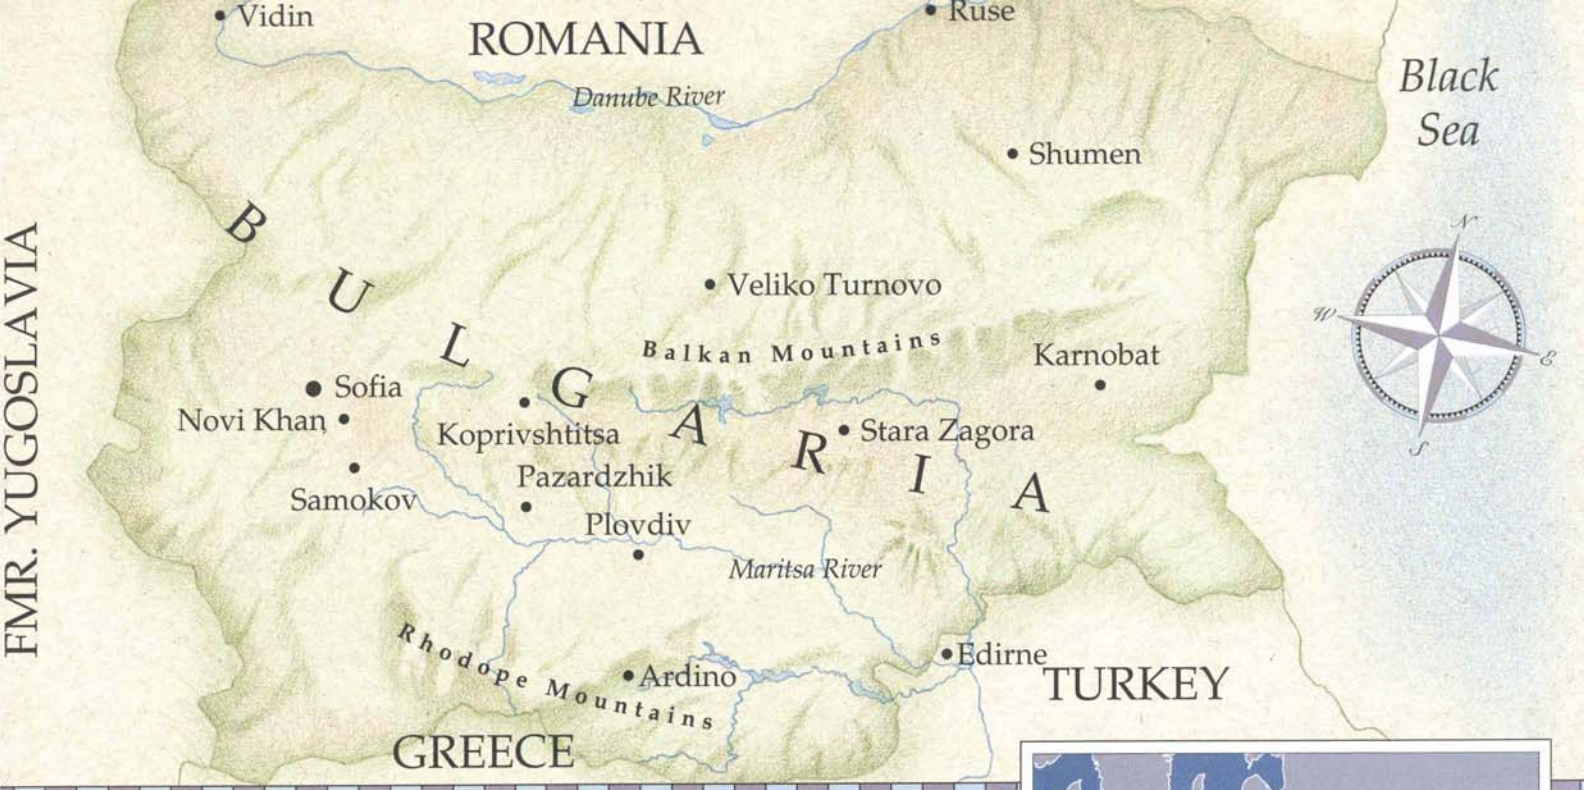 Vidin
ROMANIA
Ruse
Black
Sea
Danube River
Shumen
N
W
E
S
FMR. YUGOSLAVIA
BULGARIA
Veliko Turnovo
Balkan Mountains
Karnobat
Sofia
Novi Khan
Koprivshtitsa
Stara Zagora
Pazardzhik
Samokov
Plovdiv
Maritsa River
Rhodope Mountains
Ardino
Edirne
TURKEY
GREECE